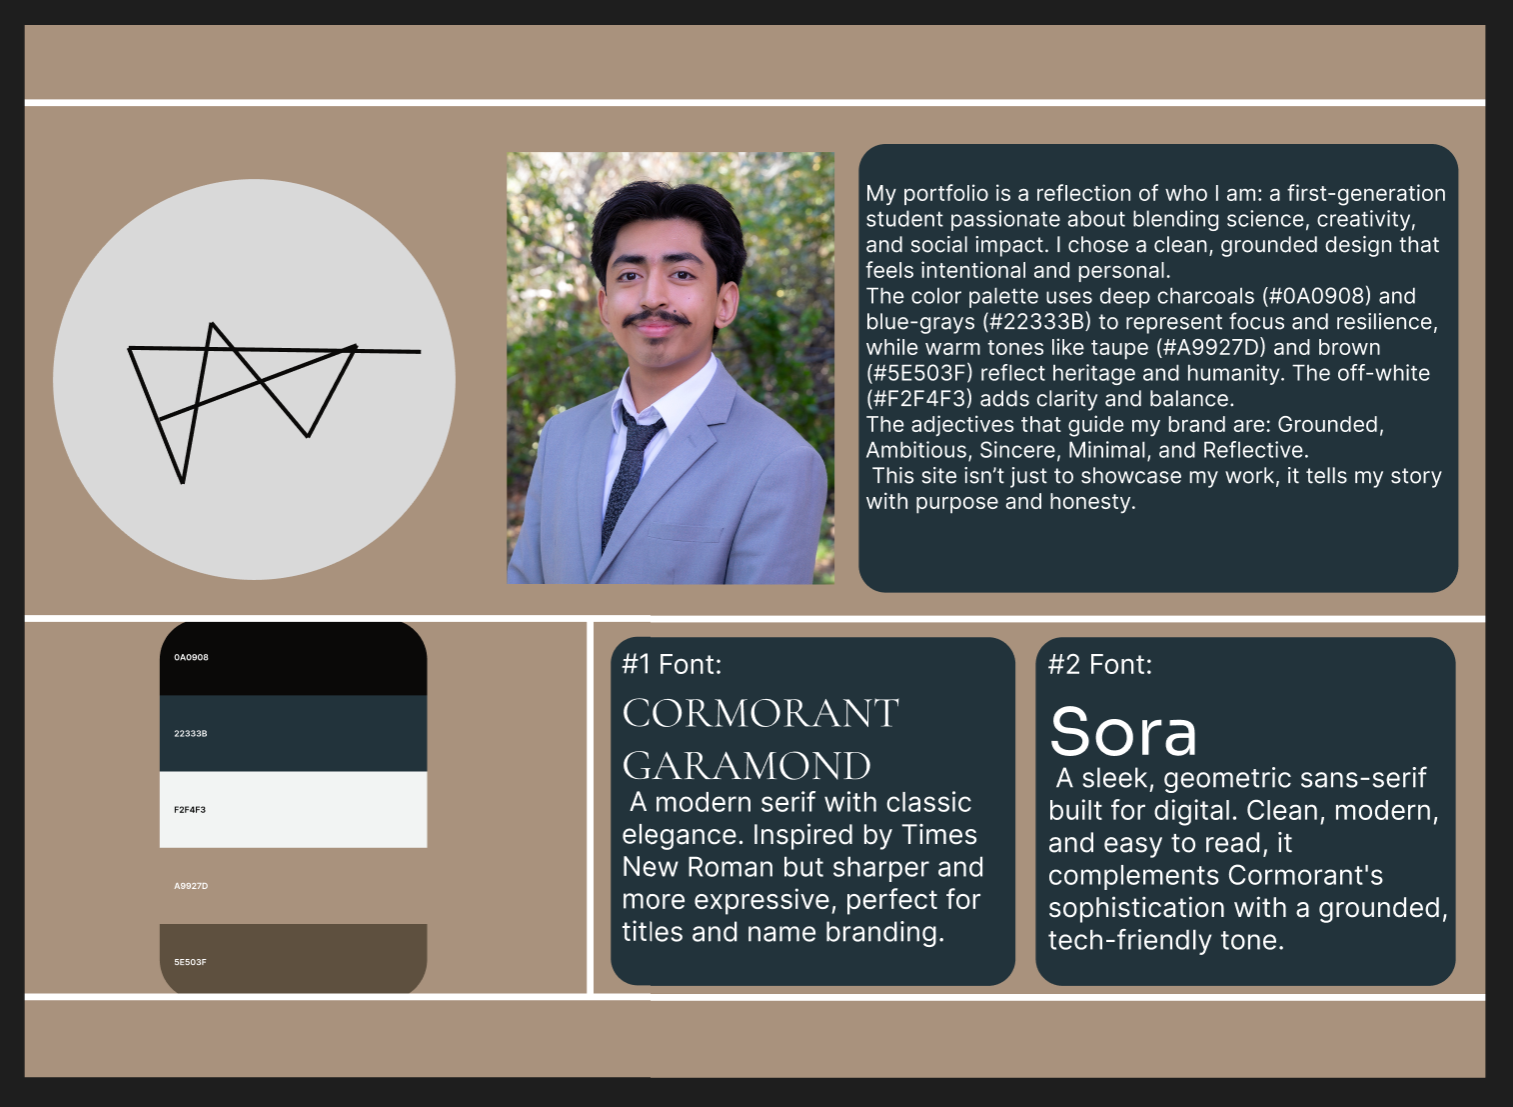 My portfolio is a reflection of who I am: a first-generation
student passionate about blending science, creativity,
and social impact. I chose a clean, grounded design that
feels intentional and personal.
The color palette uses deep charcoals (#0A0908) and
blue-grays (#22333B) to represent focus and resilience,
while warm tones like taupe (#A9927D) and brown
(#5E503F) reflect heritage and humanity. The off-white
(#F2F4F3) adds clarity and balance.
The adjectives that guide my brand are: Grounded,
Ambitious, Sincere, Minimal, and Reflective.
This site isn’t just to showcase my work, it tells my story
with purpose and honesty.
0A0908
22333B
F2F4F3
A9927D
5E503F
#1 Font:
CORMORANT
GARAMOND
A modern serif with classic
elegance. Inspired by Times
New Roman but sharper and
more expressive, perfect for
titles and name branding.
#2 Font:
Sora
A sleek, geometric sans-serif
built for digital. Clean, modern,
and easy to read, it
complements Cormorant's
sophistication with a grounded,
tech-friendly tone.